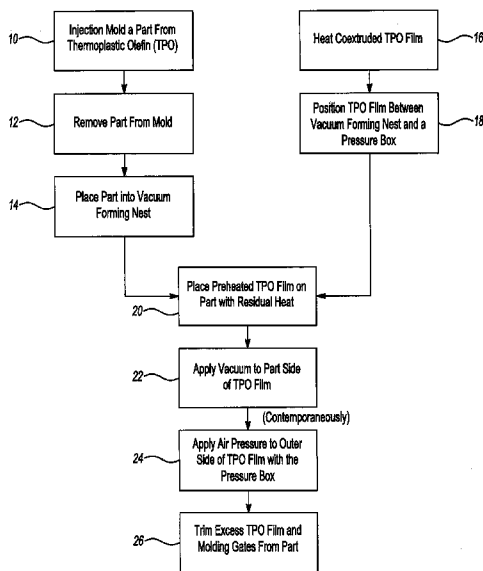 10
Injection Mold a Part From
Thermoplastic Olefin (TPO)
12
Remove Part From Mold
14
Place Part into Vacuum
Forming Nest
Heat Coextruded TPO Film
16
Position TPO Film Between
Vacuum Forming Nest and a
Pressure Box
18
Place Preheated TPO Film on
Part with Residual Heat
20
22
Apply Vacuum to Part Side
of TPO Film
(Contemporaneously)
24
Apply Air Pressure to Outer
Side of TPO Film with the
Pressure Box
26
Trim Excess TPO Film and
Molding Gates From Part